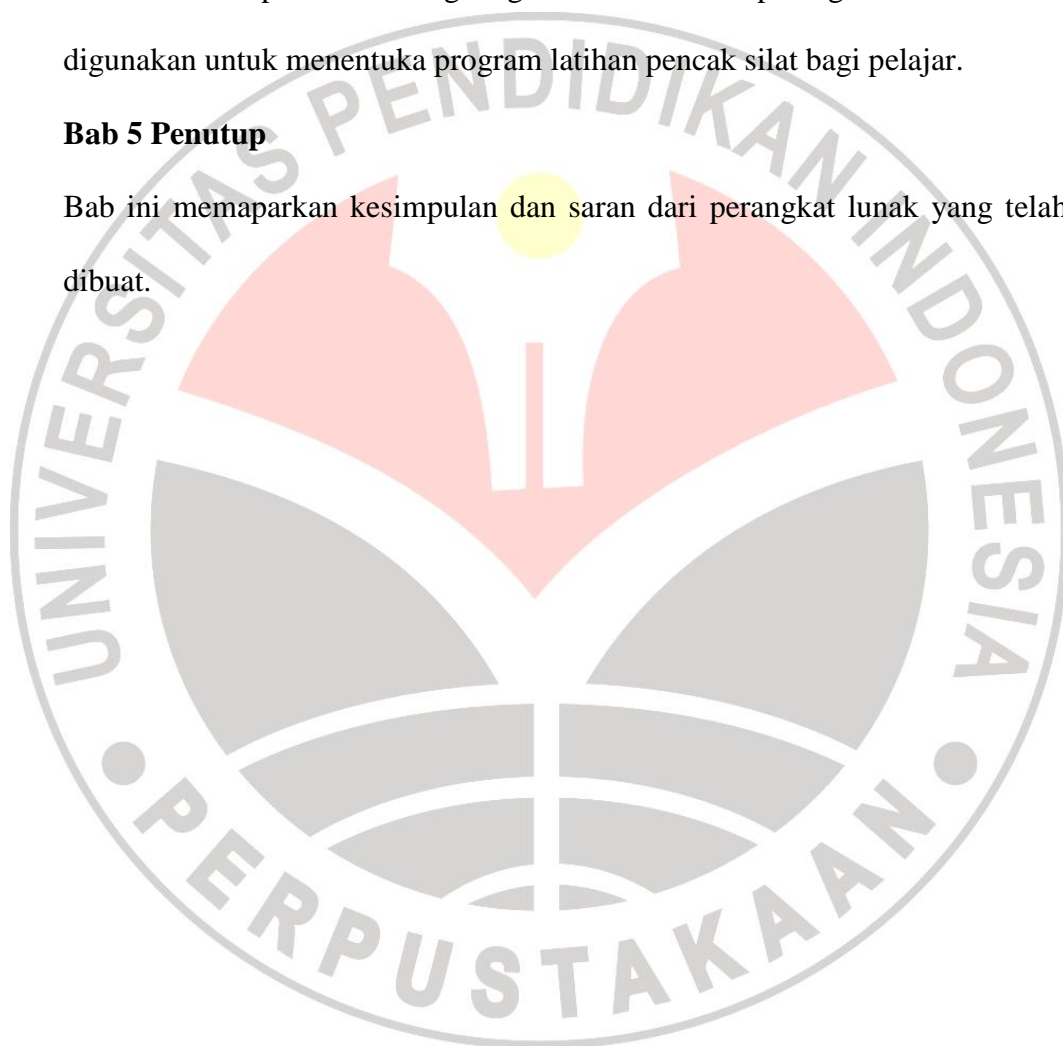 digunakan untuk menentuka program latihan pencak silat bagi pelajar.
Bab 5 Penutup
Bab ini memaparkan kesimpulan dan saran dari perangkat lunak yang telah
dibuat.
UNIVERSITAS PENDIDIKAN INDONESIA
PERPUSTAKAAN